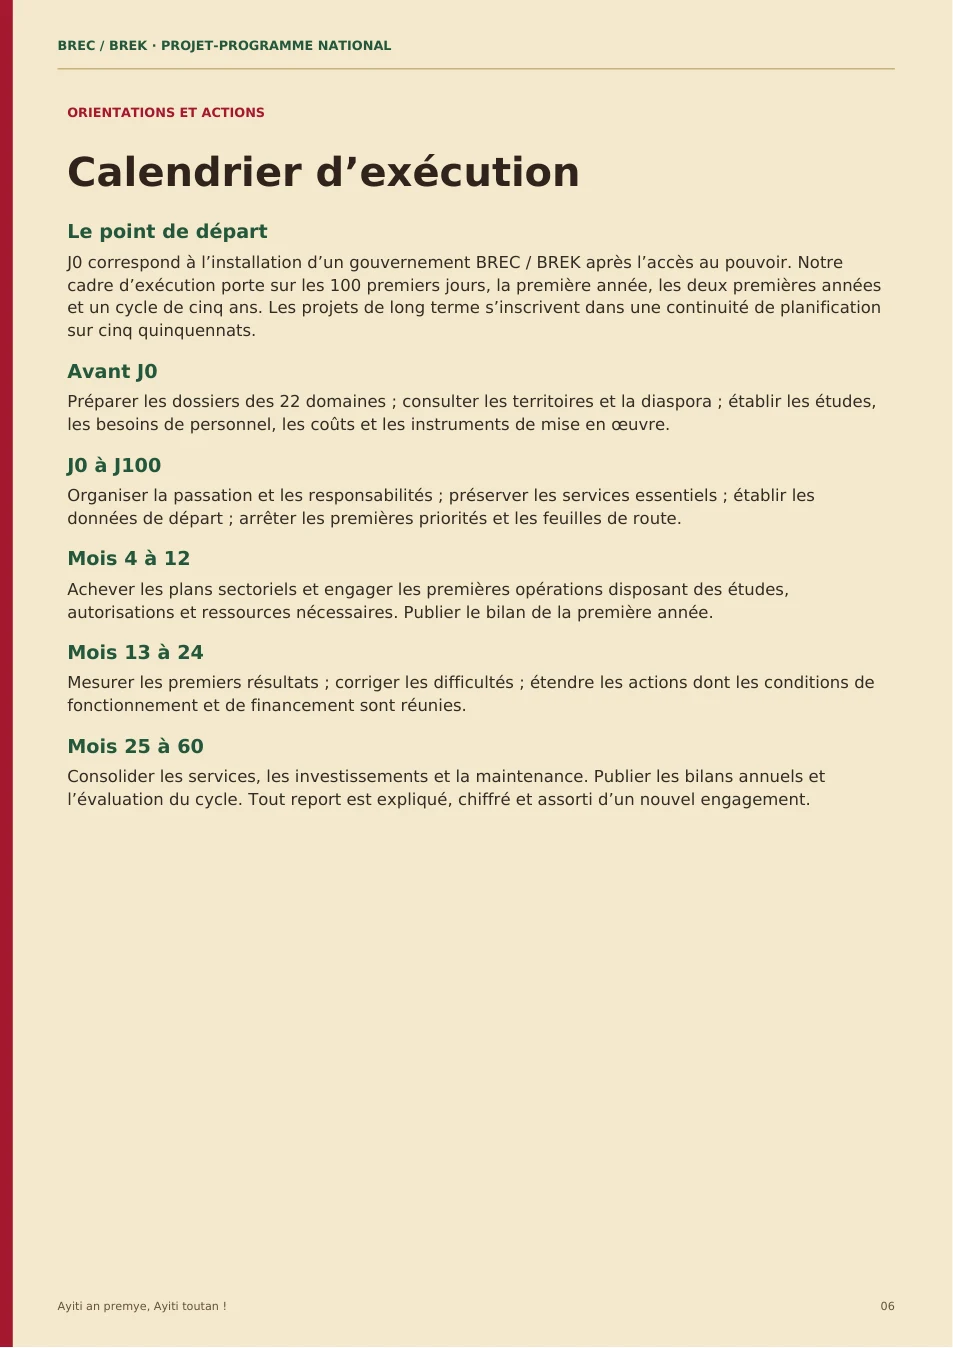 BREC / BREK · PROJET-PROGRAMME NATIONAL
ORIENTATIONS ET ACTIONS
Calendrier d’exécution
Le point de départ
J0 correspond à l’installation d’un gouvernement BREC / BREK après l’accès au pouvoir. Notre
cadre d’exécution porte sur les 100 premiers jours, la première année, les deux premières années
et un cycle de cinq ans. Les projets de long terme s’inscrivent dans une continuité de planification
sur cinq quinquennats.
Avant J0
Préparer les dossiers des 22 domaines ; consulter les territoires et la diaspora ; établir les études,
les besoins de personnel, les coûts et les instruments de mise en œuvre.
J0 à J100
Organiser la passation et les responsabilités ; préserver les services essentiels ; établir les
données de départ ; arrêter les premières priorités et les feuilles de route.
Mois 4 à 12
Achever les plans sectoriels et engager les premières opérations disposant des études,
autorisations et ressources nécessaires. Publier le bilan de la première année.
Mois 13 à 24
Mesurer les premiers résultats ; corriger les difficultés ; étendre les actions dont les conditions de
fonctionnement et de financement sont réunies.
Mois 25 à 60
Consolider les services, les investissements et la maintenance. Publier les bilans annuels et
l’évaluation du cycle. Tout report est expliqué, chiffré et assorti d’un nouvel engagement.
Ayiti an premye, Ayiti toutan !
06